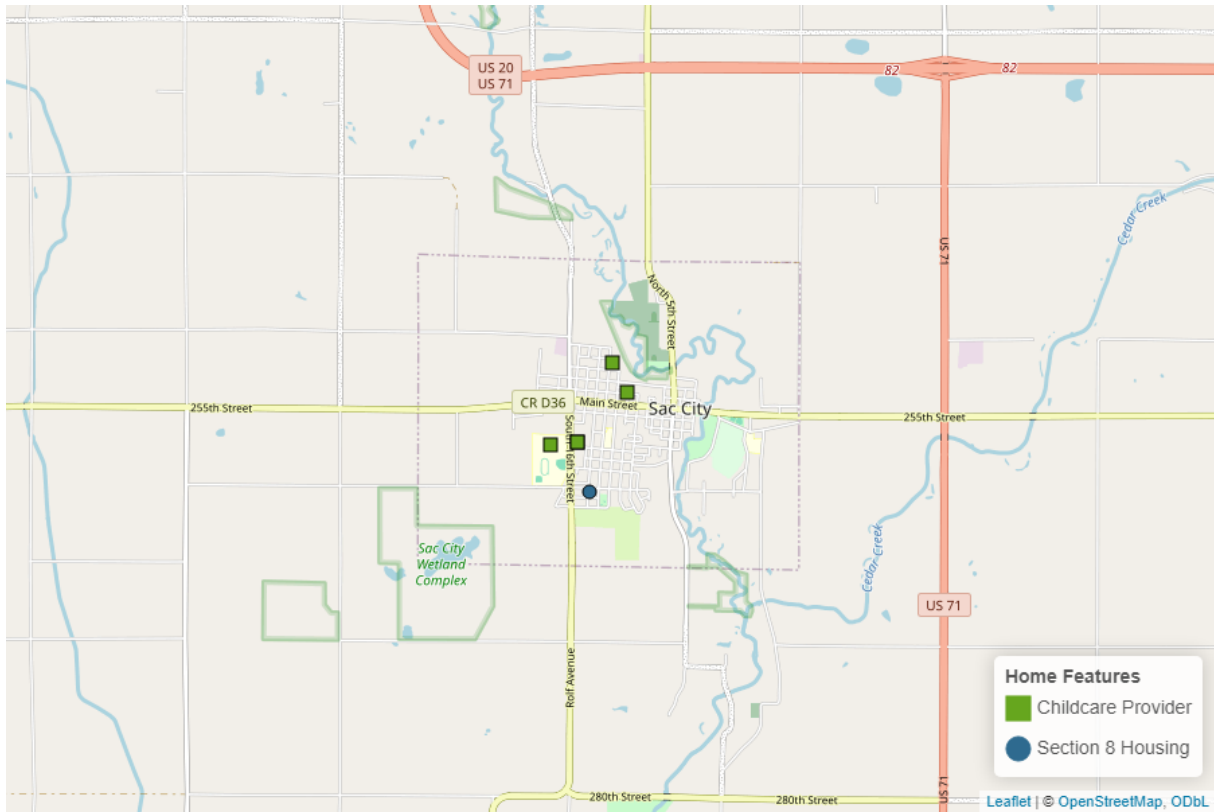 US 20
US 71
82
82
Cedar Creek
US 71
North 5th Street
CR D36
Main Street
Sac City
255th Street
255th Street
South 16th Street
Sac City
Wetland
Complex
Cedar Creek
US 71
Rolf Avenue
Home Features
Childcare Provider
Section 8 Housing
US 71
280th Street
280th Street
Leaflet | © OpenStreetMap, ODbL